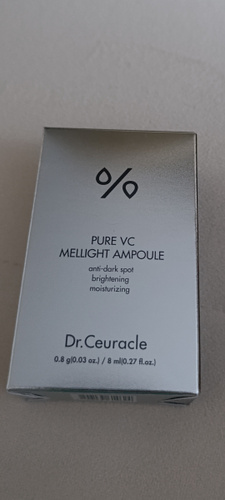 PURE VC
MELLIGHT AMPOULE
anti-dark spot
brightening
moisturizing
Dr.Ceuracle
0.8 g(0.03 oz.) / 8 ml(0.27 fl.oz.)